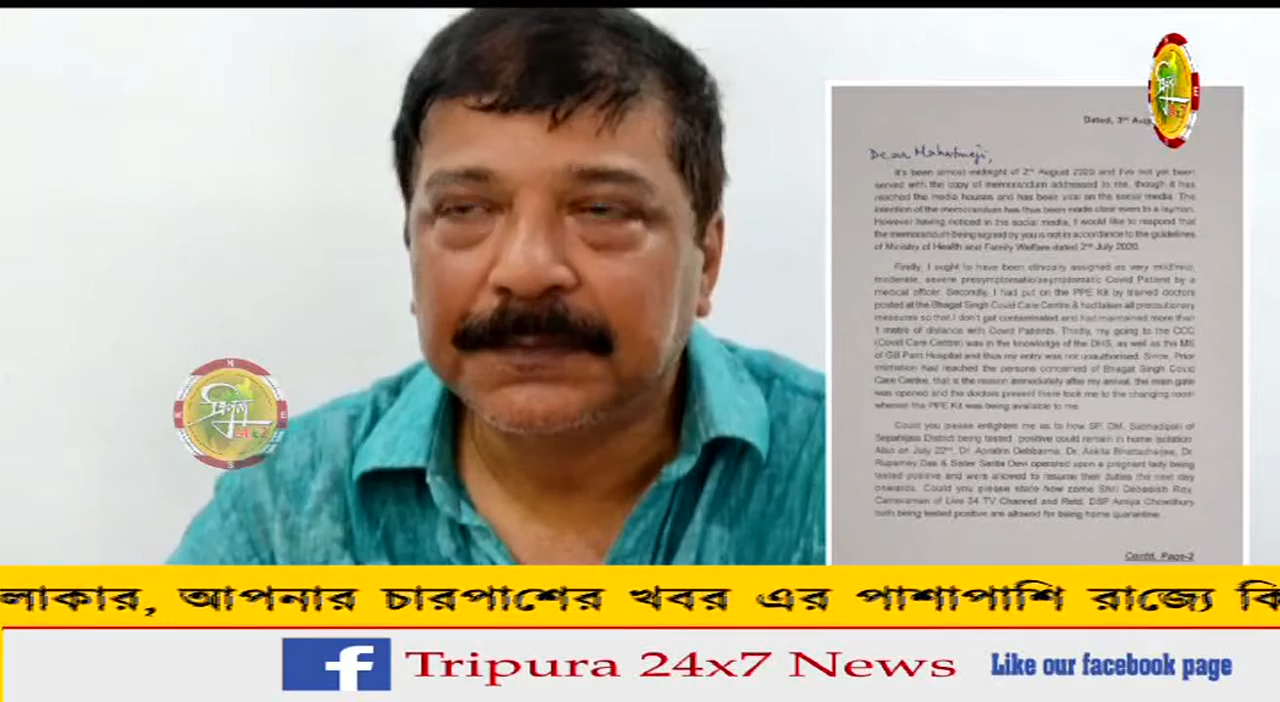 Dated, 3rd Aug
Dear Mahatmeji,
It's been almost midnight of 2nd August 2020 and I've not yet been
served with the copy of memorandum addressed to me, though it has
reached the media houses and has been viral on the social media. The
intention of the memorandum has thus been made clear even to a layman.
However having noticed in the social media, I would like to respond that
the memorandum being signed by you is not in accordance to the guidelines
of Ministry of Health and Family Welfare dated 2nd July 2020.
Firstly, I ought to have been clinically assigned as very mild/mild,
moderate, severe presymptomatic/asymptomatic Covid Patient by a
medical officer. Secondly, I had put on the PPE Kit by trained doctors
posted at the Bhagat Singh Covid Care Centre & had taken all precautionary
measures so that I don't get contaminated and had maintained more than
1 metre of distance with Covid Patients. Thirdly, my going to the CCC
(Covid Care Centre) was in the knowledge of the DHS, as well as the MS
of GB Pant Hospital and thus my entry was not unauthorised. Since, Prior
intimation had reached the persons concerned of Bhagat Singh Covid
Care Centre, that is the reason immediately after my arrival, the main gate
was opened and the doctors present there took me to the changing room
wherein the PPE Kit was being available to me.
Could you please enlighten me as to how SP, DM, Sabhadipati of
Sepahijala District being tested positive could remain in home isolation.
Also on July 22nd, Dr. Debbarma, Dr. Ankita Bhattacharjee, Dr.
Rupamey Das & Sister Sarita Devi operated upon a pregnant lady being
tested positive and were allowed to resume their duties the next day
onwards. Could you please state how come Shri Debasish Roy,
Cameraman of Live 24 TV Channel and Retd. DSP Amiya Chowdhury
both being tested positive are allowed for being home quarantine.
Contd. Page-2
লাকার, আপনার চারপাশের খবর এর পাশাপাশি রাজ্যে বি
f Tripura 24x7 News Like our facebook page